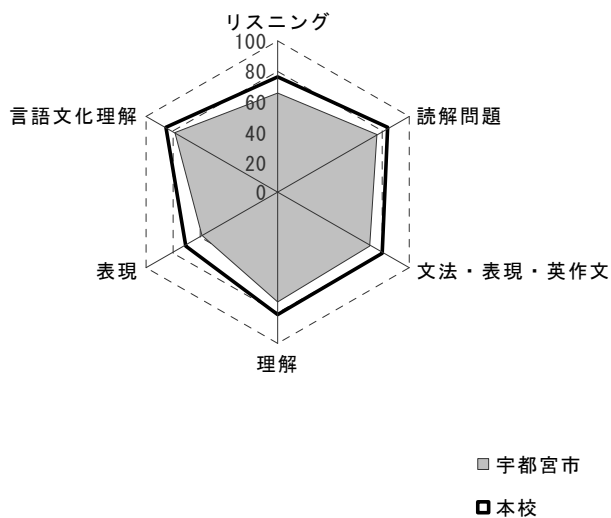 リスニング
100
80
60
40
20
0
読解問題
文法・表現・英作文
理解
表現
言語文化理解
宇都宮市
本校